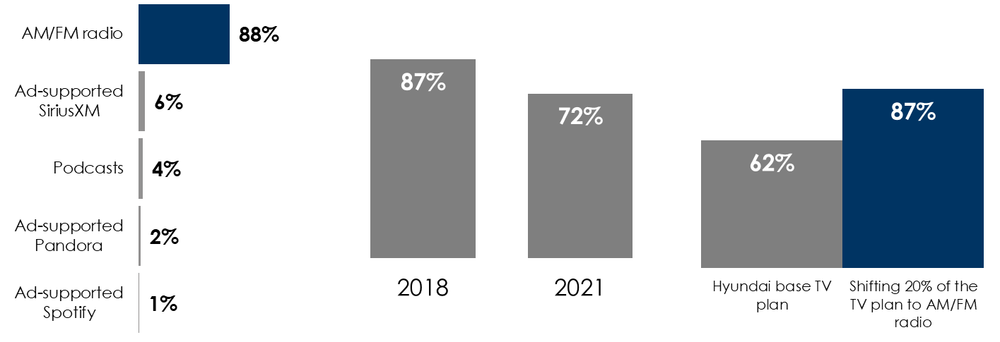 AM/FM radio
88%
Ad-supported
SiriusXM
6%
Podcasts
4%
Ad-supported
Pandora
2%
Ad-supported
Spotify
1%
87%
2018
72%
2021
62%
Hyundai base TV
plan
87%
Shifting 20% of the
TV plan to AM/FM
radio